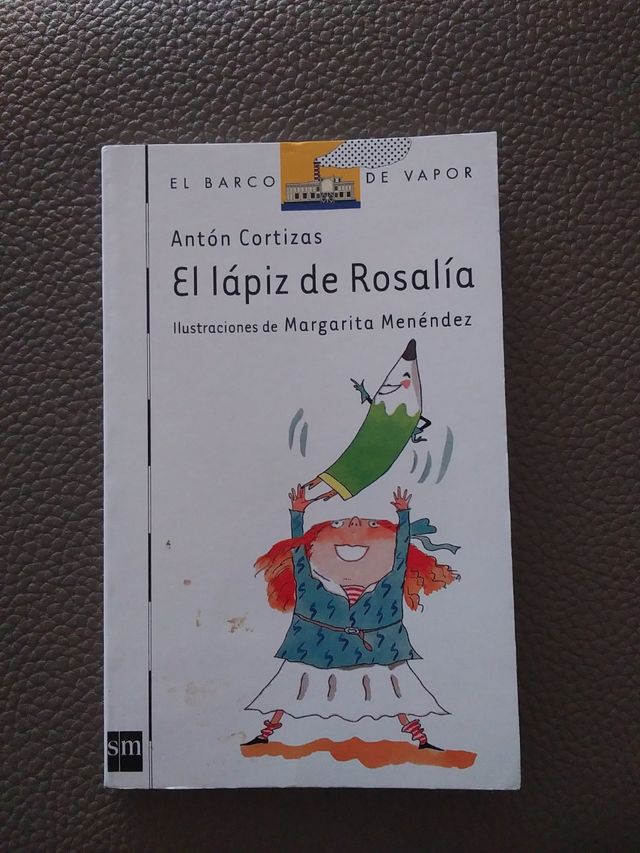 EL BARCO DE VAPOR
Antón Cortizas
El lápiz de Rosalía
Ilustraciones de Margarita Menéndez
sm